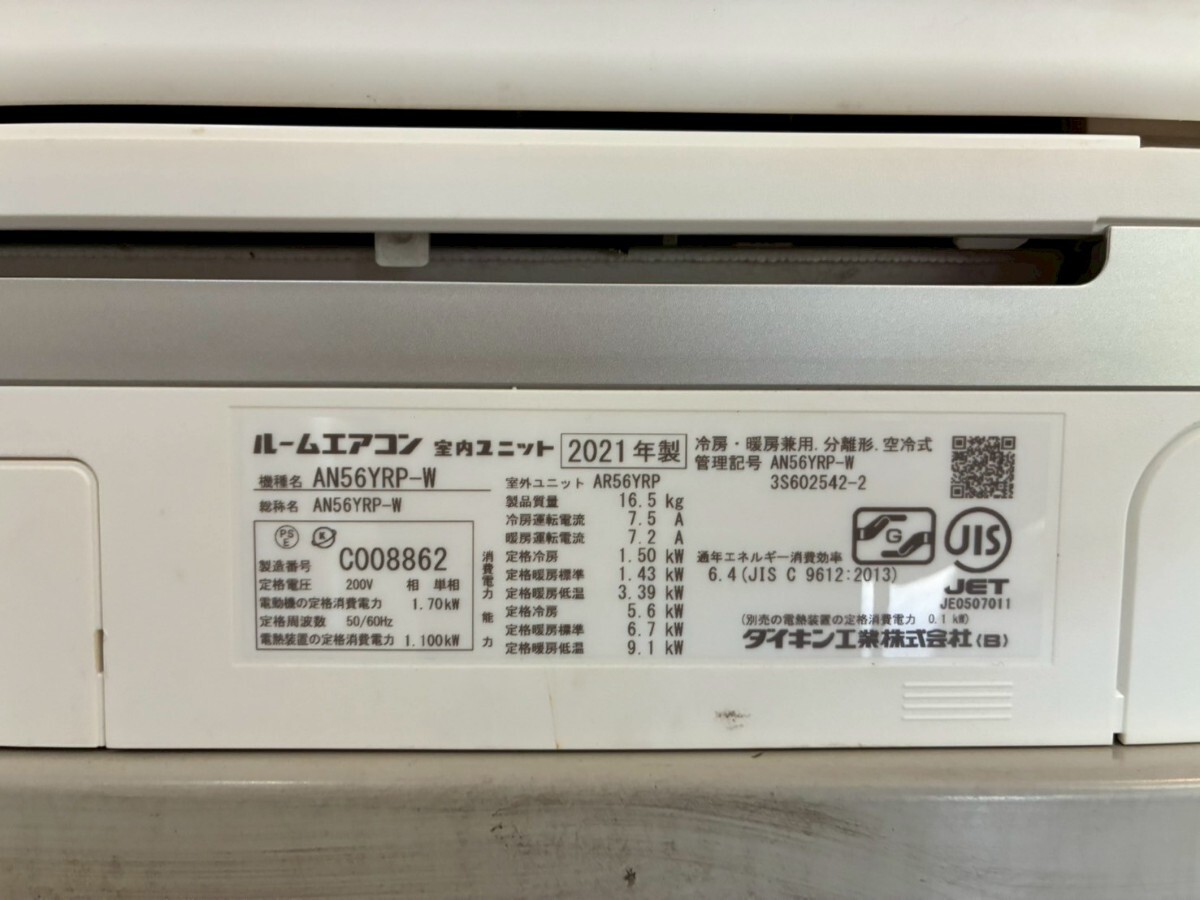 ルームエアコン 室内ユニット 2021年製
機種名 AN56YRP-W
総称名 AN56YRP-W
PS E
製造番号 C008862
定格電圧 200V 相 単相
電動機の定格消費電力 1.70kW
定格周波数 50/60Hz
電熱装置の定格消費電力 1.100kW
室外ユニット AR56YRP
製品質量 16.5 kg
冷房運転電流 7.5 A
暖房運転電流 7.2 A
消費電力
定格冷房 1.50 kW
定格暖房標準 1.43 kW
定格暖房低温 3.39 kW
能力
定格冷房 5.6 kW
定格暖房標準 6.7 kW
定格暖房低温 9.1 kW
冷房・暖房兼用.分離形.空冷式
管理記号 AN56YRP-W
3S602542-2
通年エネルギー消費効率
6.4(JIS C 9612:2013)
G
JIS
JET
JE0507011
(別売の電熱装置の定格消費電力 0.1 kW)
ダイキン工業株式会社(日)